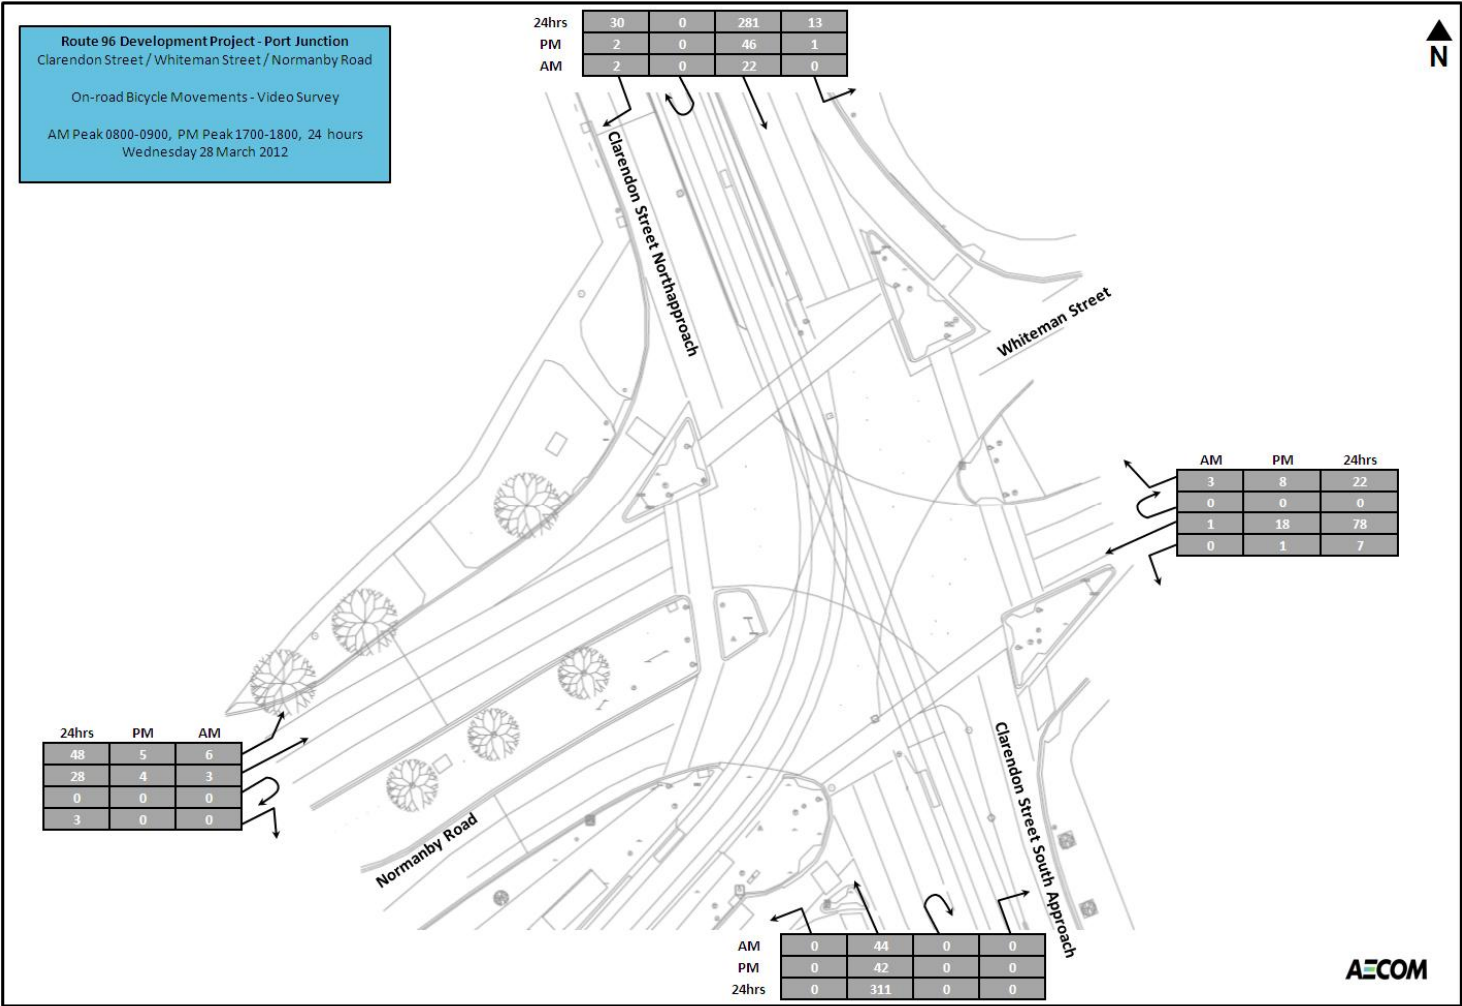 Route 96 Development Project - Port Junction
Clarendon Street / Whiteman Street / Normanby Road
On-road Bicycle Movements - Video Survey
AM Peak 0800-0900, PM Peak 1700-1800, 24 hours
Wednesday 28 March 2012
24hrs 30 0 281 13
PM 2 0 46 1
AM 2 0 22 0
N
Clarendon Street Northapproach
Whiteman Street
AM PM 24hrs
3 8 22
0 0 0
1 18 78
0 1 7
24hrs PM AM
48 5 6
28 4 3
0 0 0
3 0 0
Normanby Road
Clarendon Street South Approach
AM 0 44 0 0
PM 0 42 0 0
24hrs 0 311 0 0
AECOM